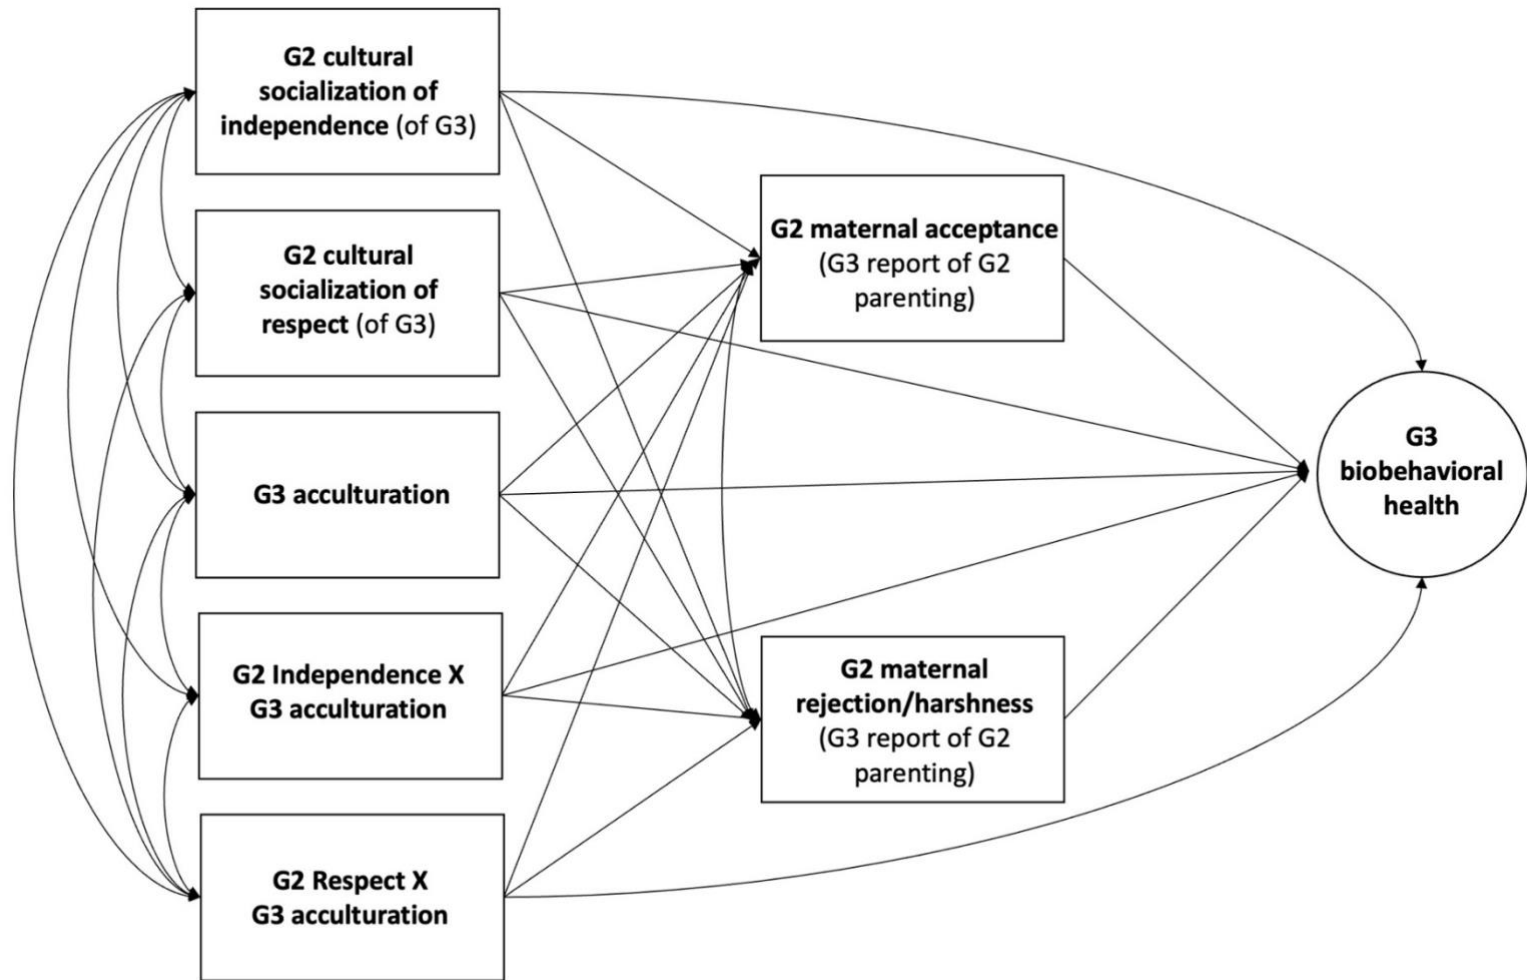 G2 cultural
socialization of
independence (of G3)
G2 cultural
socialization of
respect (of G3)
G3 acculturation
G2 Independence X
G3 acculturation
G2 Respect X
G3 acculturation
G2 maternal acceptance
(G3 report of G2
parenting)
G2 maternal
rejection/harshness
(G3 report of G2
parenting)
G3
biobehavioral
health